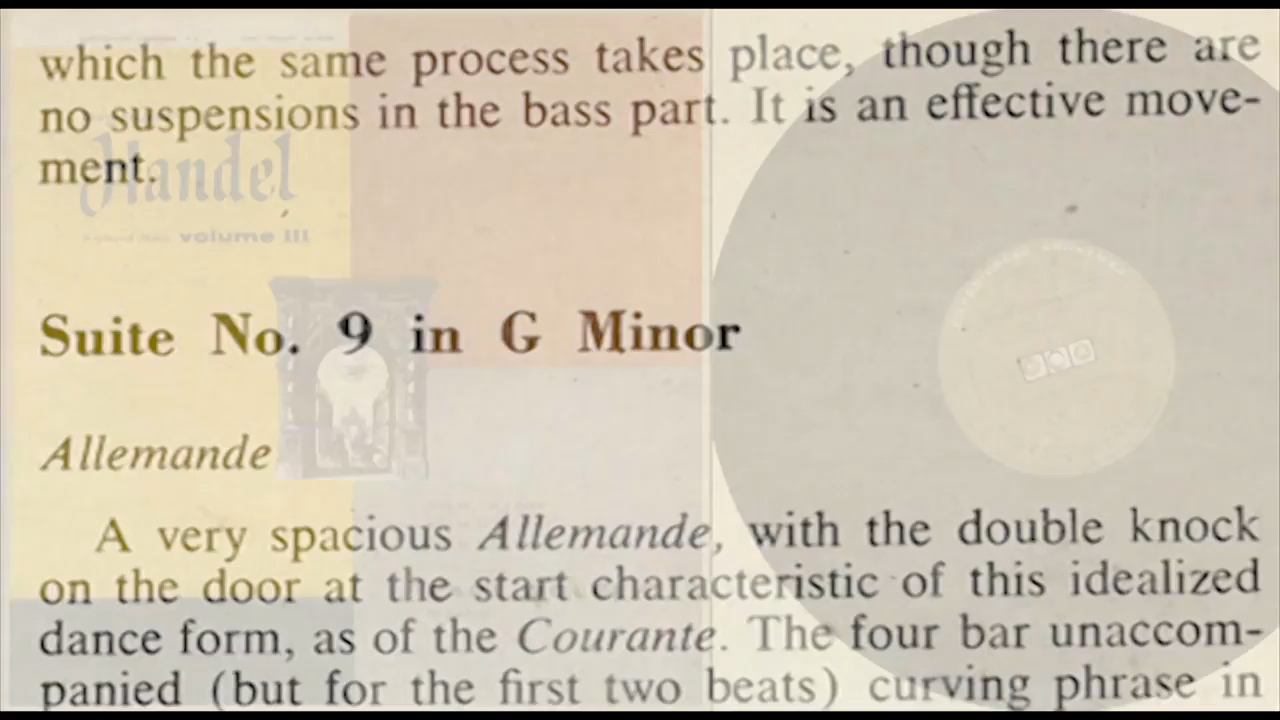 which the same process takes place, though there are
no suspensions in the bass part. It is an effective move-
ment.
Handel
volume III
Suite No. 9 in G Minor
Allemande
A very spacious Allemande, with the double knock
on the door at the start characteristic of this idealized
dance form, as of the Courante. The four bar unaccom-
panied (but for the first two beats) curving phrase in